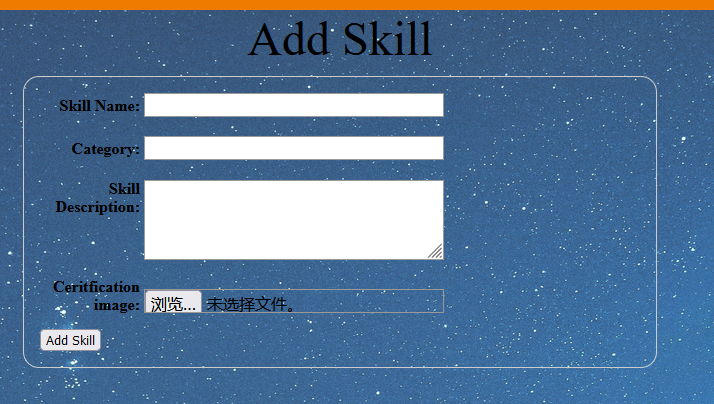 Add Skill
Skill Name:
Category:
Skill
Description:
Ceritfication
image:
浏览... 未选择文件。
Add Skill